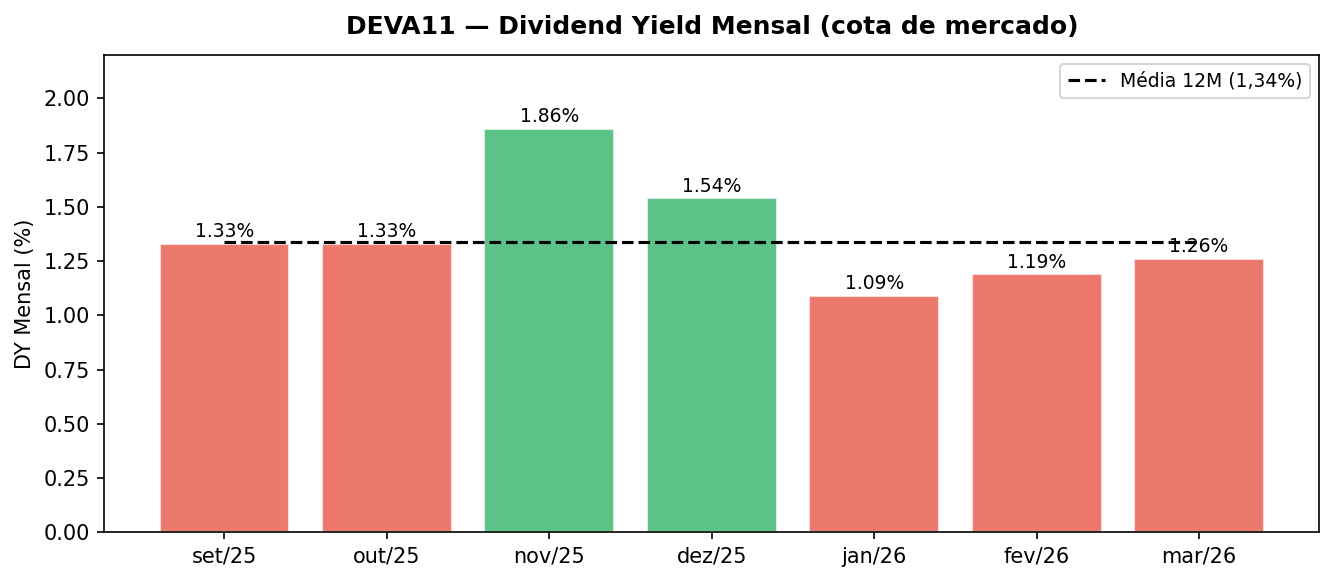 DEVA11 — Dividend Yield Mensal (cota de mercado)
Média 12M (1,34%)
DY Mensal (%)
2.00
1.75
1.50
1.25
1.00
0.75
0.50
0.25
0.00
1.33%
1.33%
1.86%
1.54%
1.09%
1.19%
1.26%
set/25
out/25
nov/25
dez/25
jan/26
fev/26
mar/26